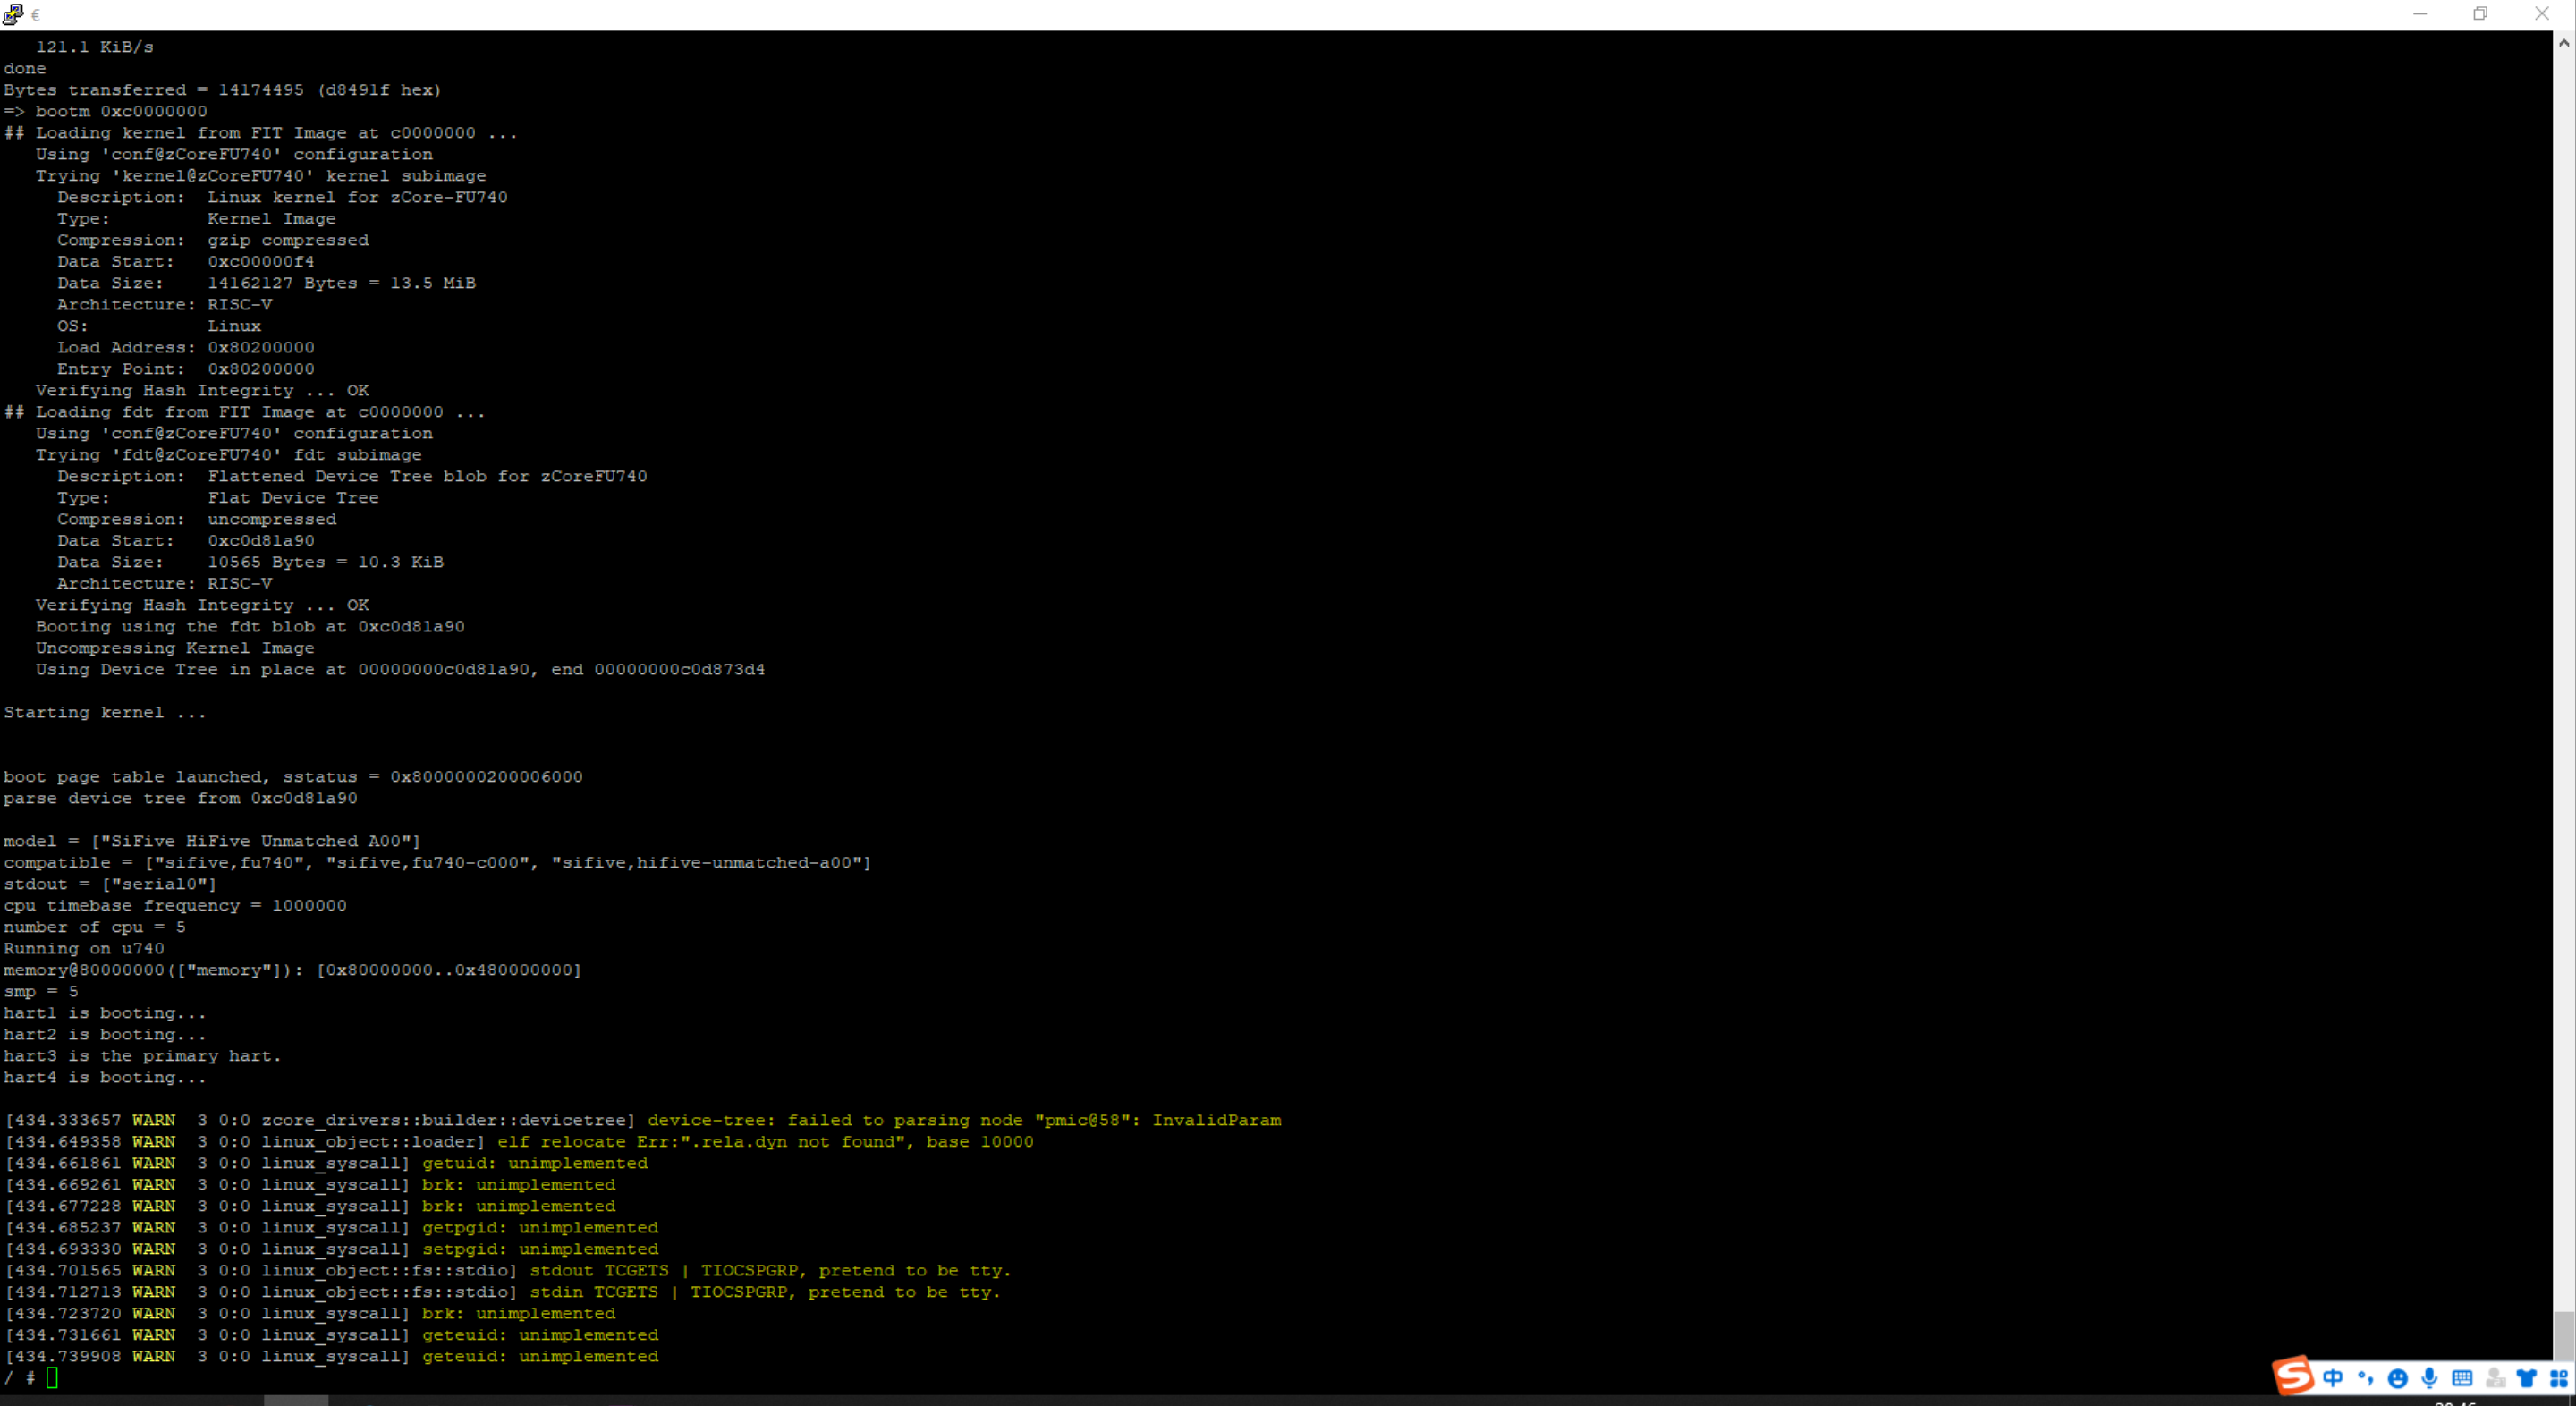 €
121.1 KiB/s
done
Bytes transferred = 14174495 (d8491f hex)
=> bootm 0xc0000000
## Loading kernel from FIT Image at c0000000 ...
Using 'conf@zCoreFU740' configuration
Trying 'kernel@zCoreFU740' kernel subimage
Description:  Linux kernel for zCore-FU740
Type:         Kernel Image
Compression:  gzip compressed
Data Start:   0xc00000f4
Data Size:    14162127 Bytes = 13.5 MiB
Architecture: RISC-V
OS:           Linux
Load Address: 0x80200000
Entry Point:  0x80200000
Verifying Hash Integrity ... OK
## Loading fdt from FIT Image at c0000000 ...
Using 'conf@zCoreFU740' configuration
Trying 'fdt@zCoreFU740' fdt subimage
Description:  Flattened Device Tree blob for zCoreFU740
Type:         Flat Device Tree
Compression:  uncompressed
Data Start:   0xc0d81a90
Data Size:    10565 Bytes = 10.3 KiB
Architecture: RISC-V
Verifying Hash Integrity ... OK
Booting using the fdt blob at 0xc0d81a90
Uncompressing Kernel Image
Using Device Tree in place at 00000000c0d81a90, end 00000000c0d873d4
Starting kernel ...
boot page table launched, sstatus = 0x8000000200006000
parse device tree from 0xc0d81a90
model = ["SiFive HiFive Unmatched A00"]
compatible = ["sifive,fu740", "sifive,fu740-c000", "sifive,hifive-unmatched-a00"]
stdout = ["serial0"]
cpu timebase frequency = 1000000
number of cpu = 5
Running on u740
memory@80000000(["memory"]): [0x80000000..0x480000000]
smp = 5
hart1 is booting...
hart2 is booting...
hart3 is the primary hart.
hart4 is booting...
[434.333657 WARN  3 0:0 zcore_drivers::builder::devicetree] device-tree: failed to parsing node "pmic@58": InvalidParam
[434.649358 WARN  3 0:0 linux_object::loader] elf relocate Err:".rela.dyn not found", base 10000
[434.661861 WARN  3 0:0 linux_syscall] getuid: unimplemented
[434.669261 WARN  3 0:0 linux_syscall] brk: unimplemented
[434.677228 WARN  3 0:0 linux_syscall] brk: unimplemented
[434.685237 WARN  3 0:0 linux_syscall] getpgid: unimplemented
[434.693330 WARN  3 0:0 linux_syscall] setpgid: unimplemented
[434.701565 WARN  3 0:0 linux_object::fs::stdio] stdout TCGETS | TIOCSPGRP, pretend to be tty.
[434.712713 WARN  3 0:0 linux_object::fs::stdio] stdin TCGETS | TIOCSPGRP, pretend to be tty.
[434.723720 WARN  3 0:0 linux_syscall] brk: unimplemented
[434.731661 WARN  3 0:0 linux_syscall] geteuid: unimplemented
[434.739908 WARN  3 0:0 linux_syscall] geteuid: unimplemented
/ #
S 中